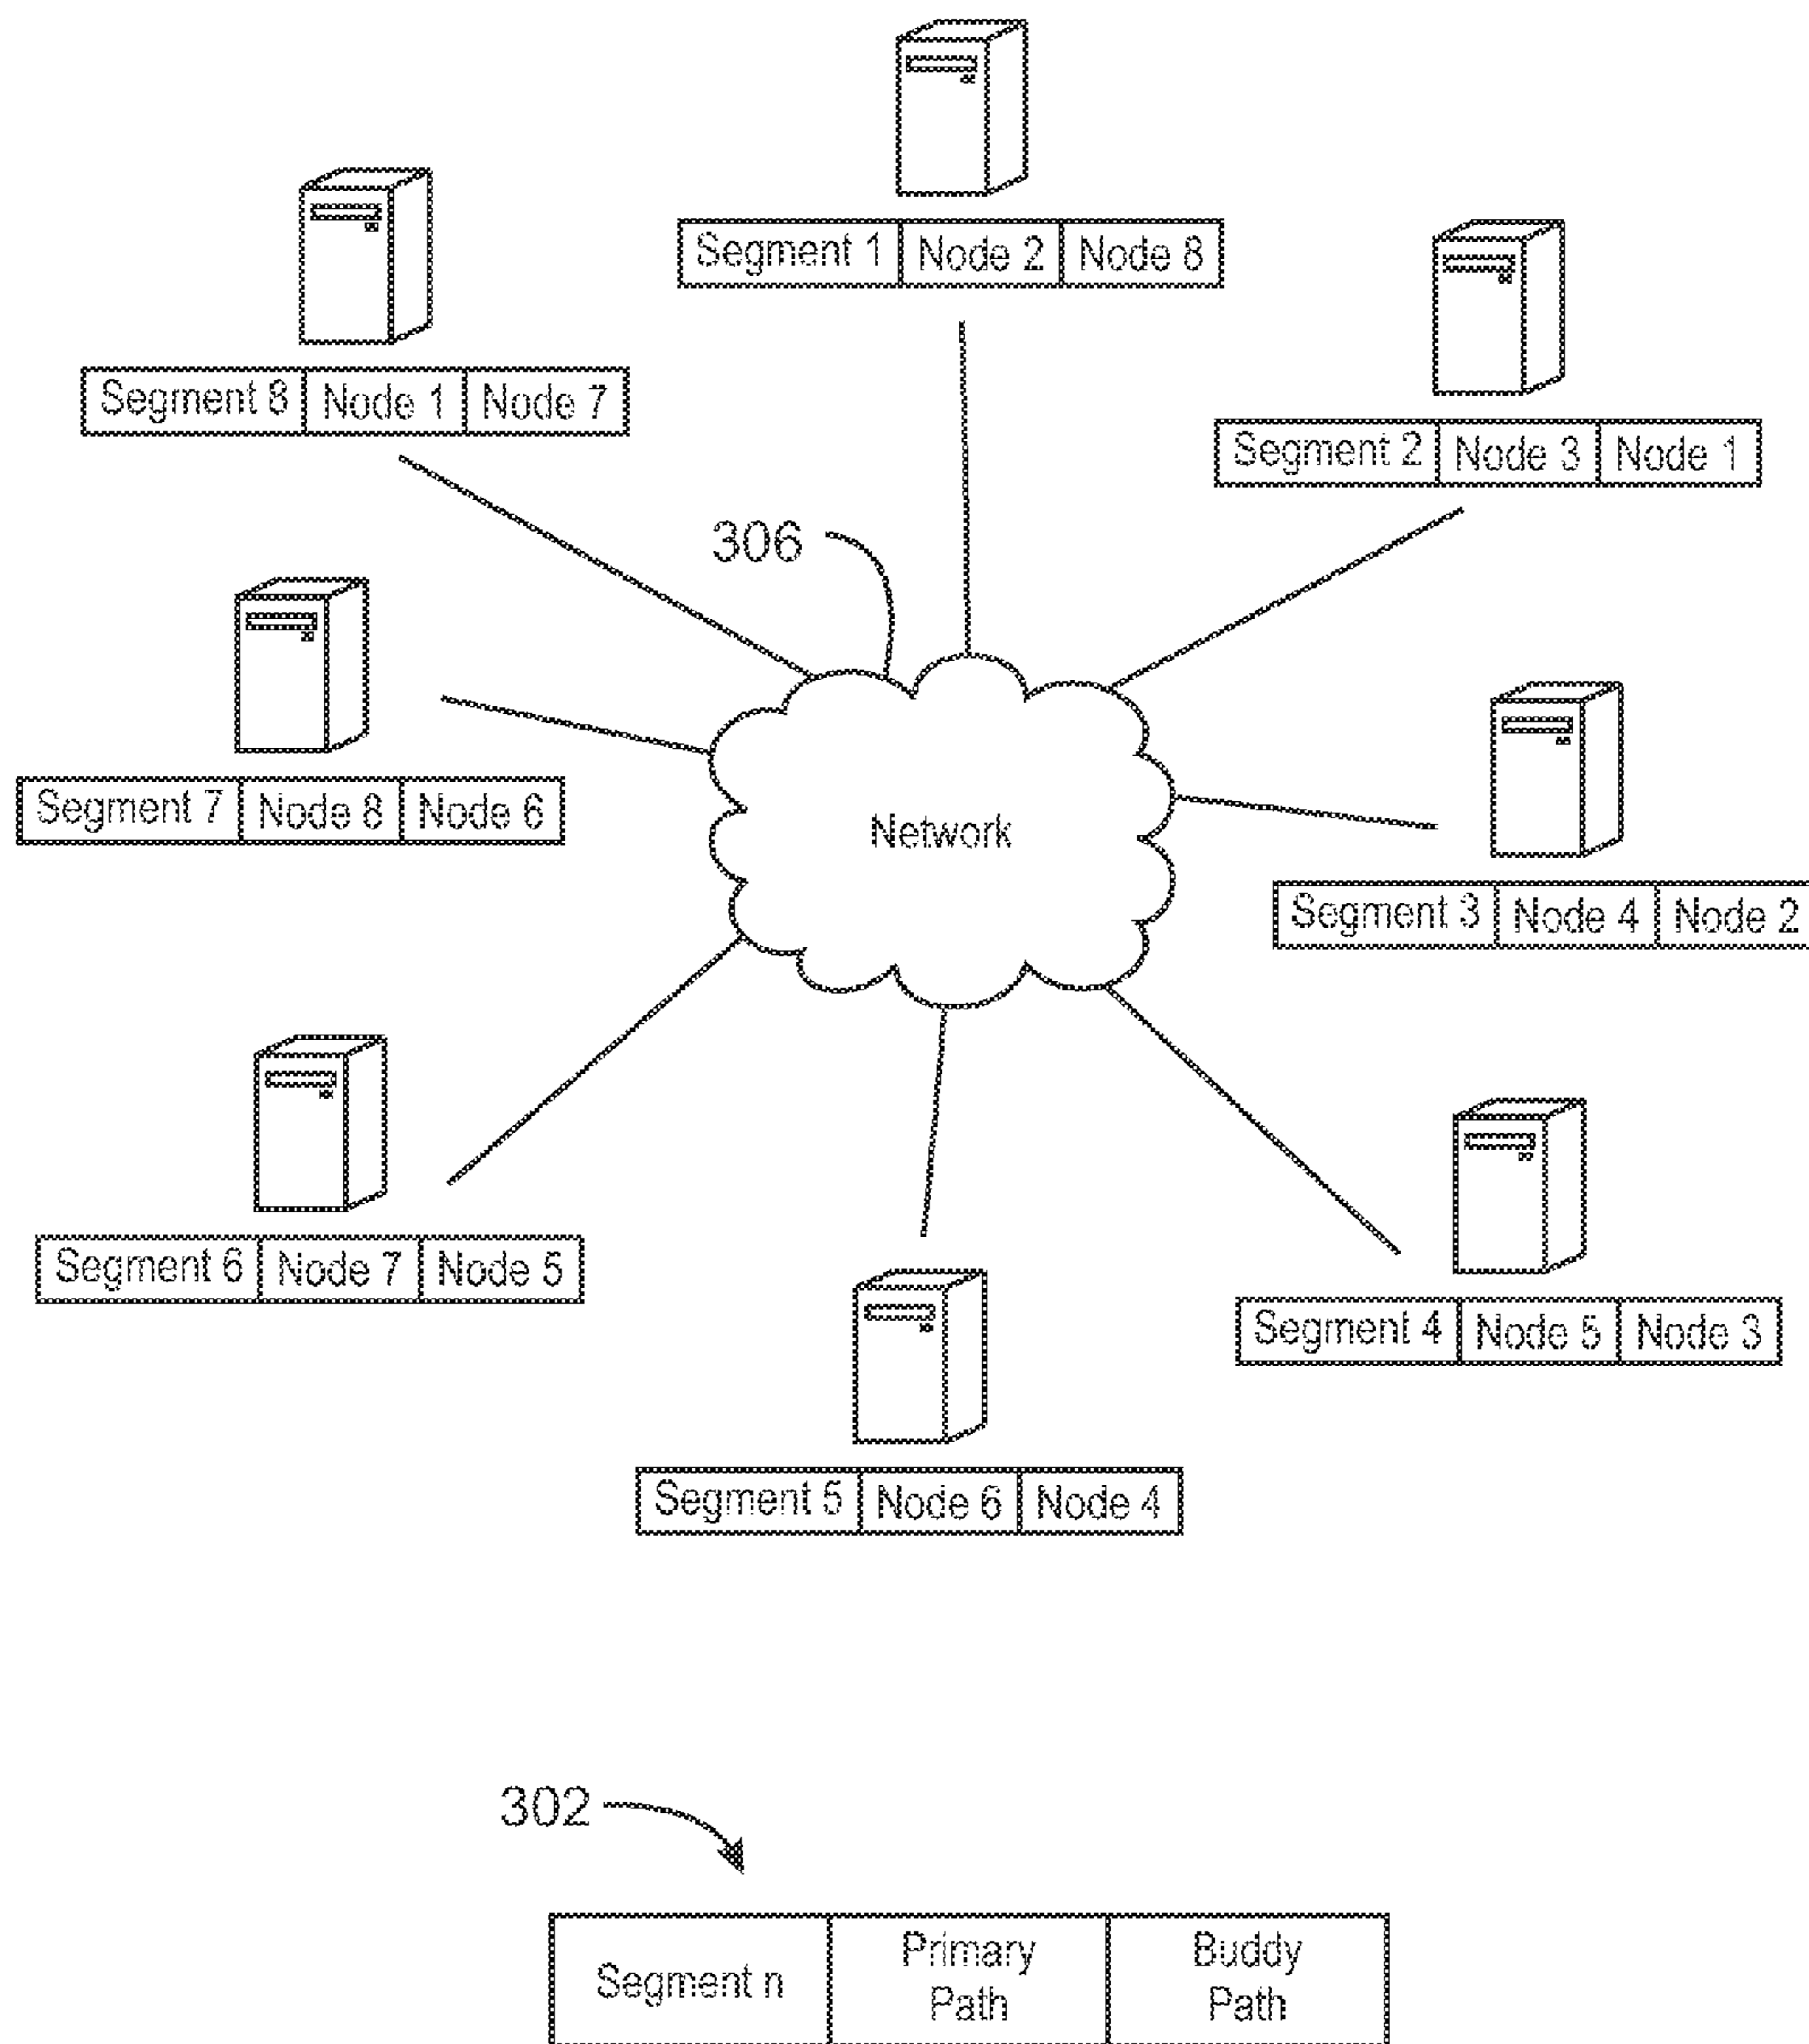 Segment 1 Node 2 Node 8
Segment 8 Node 1 Node 7
Segment 2 Node 3 Node 1
306
Segment 7 Node 8 Node 6
Network
Segment 3 Node 4 Node 2
Segment 6 Node 7 Node 5
Segment 4 Node 5 Node 3
Segment 5 Node 6 Node 4
302
Segment n
Primary
Path
Buddy
Path